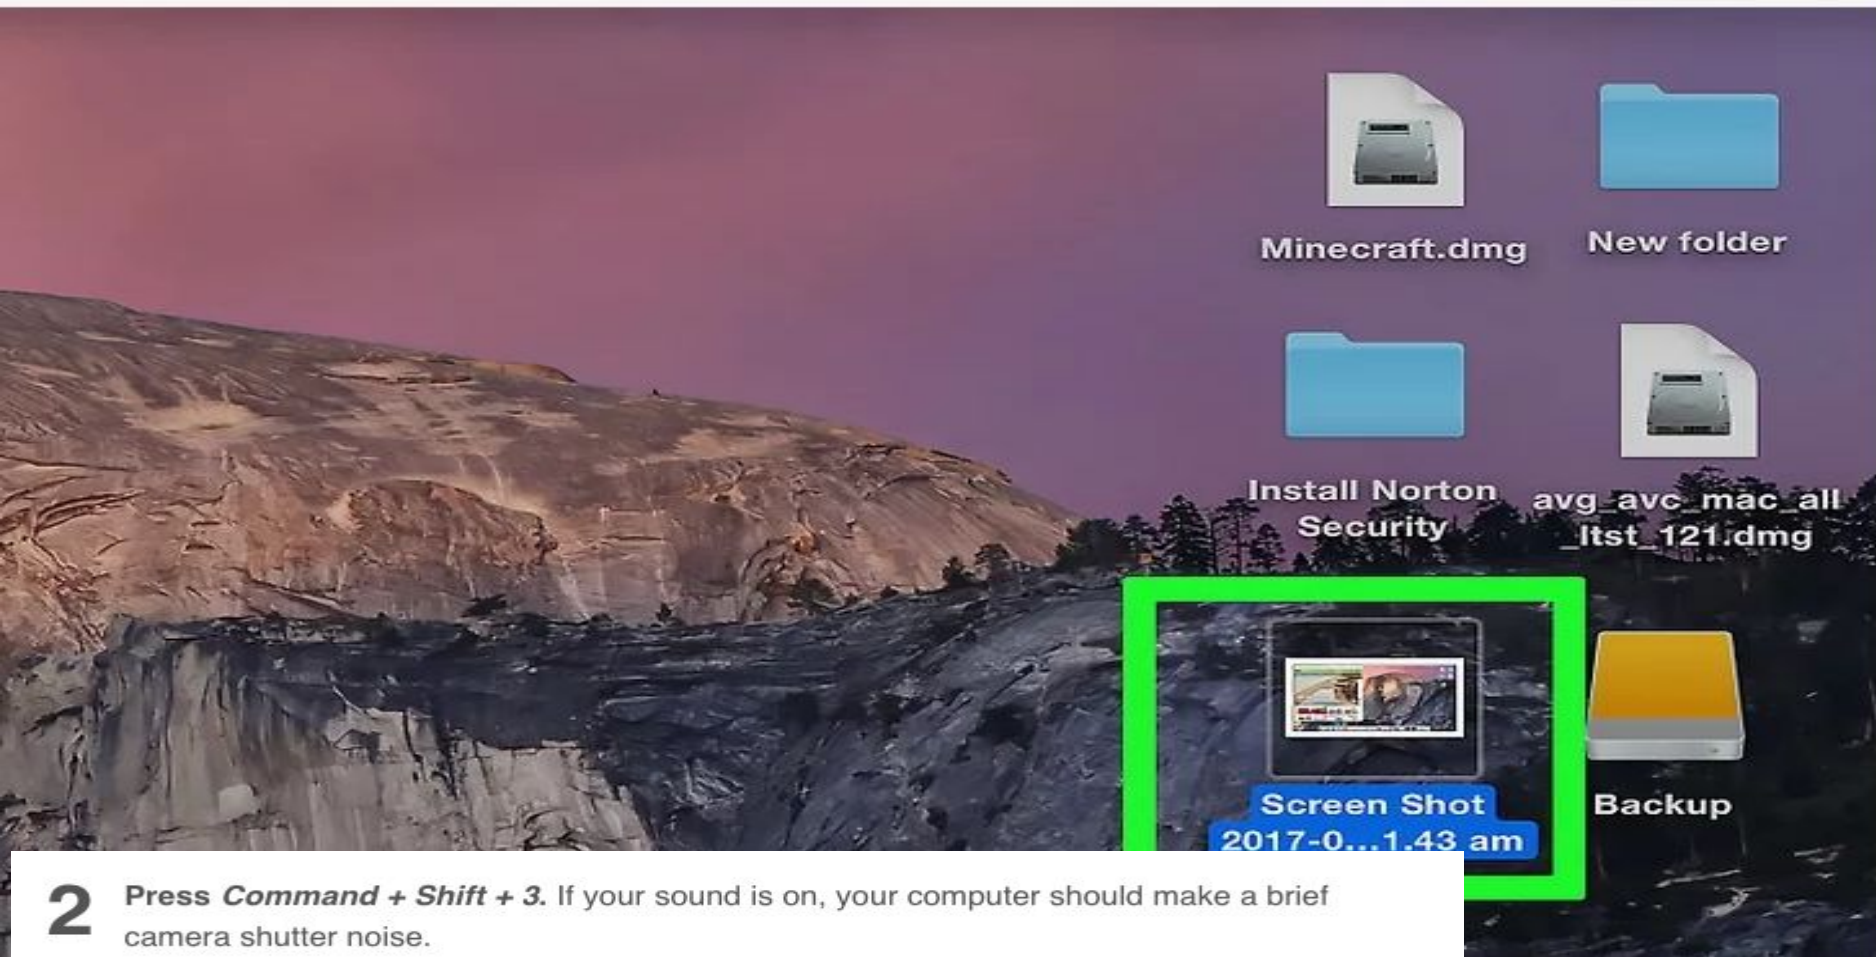 Minecraft.dmg
New folder
Install Norton
Security
avg_avc_mac_all
_ltst_121.dmg
Screen Shot
2017-0...1.43 am
Backup
2 Press Command + Shift + 3. If your sound is on, your computer should make a brief
camera shutter noise.